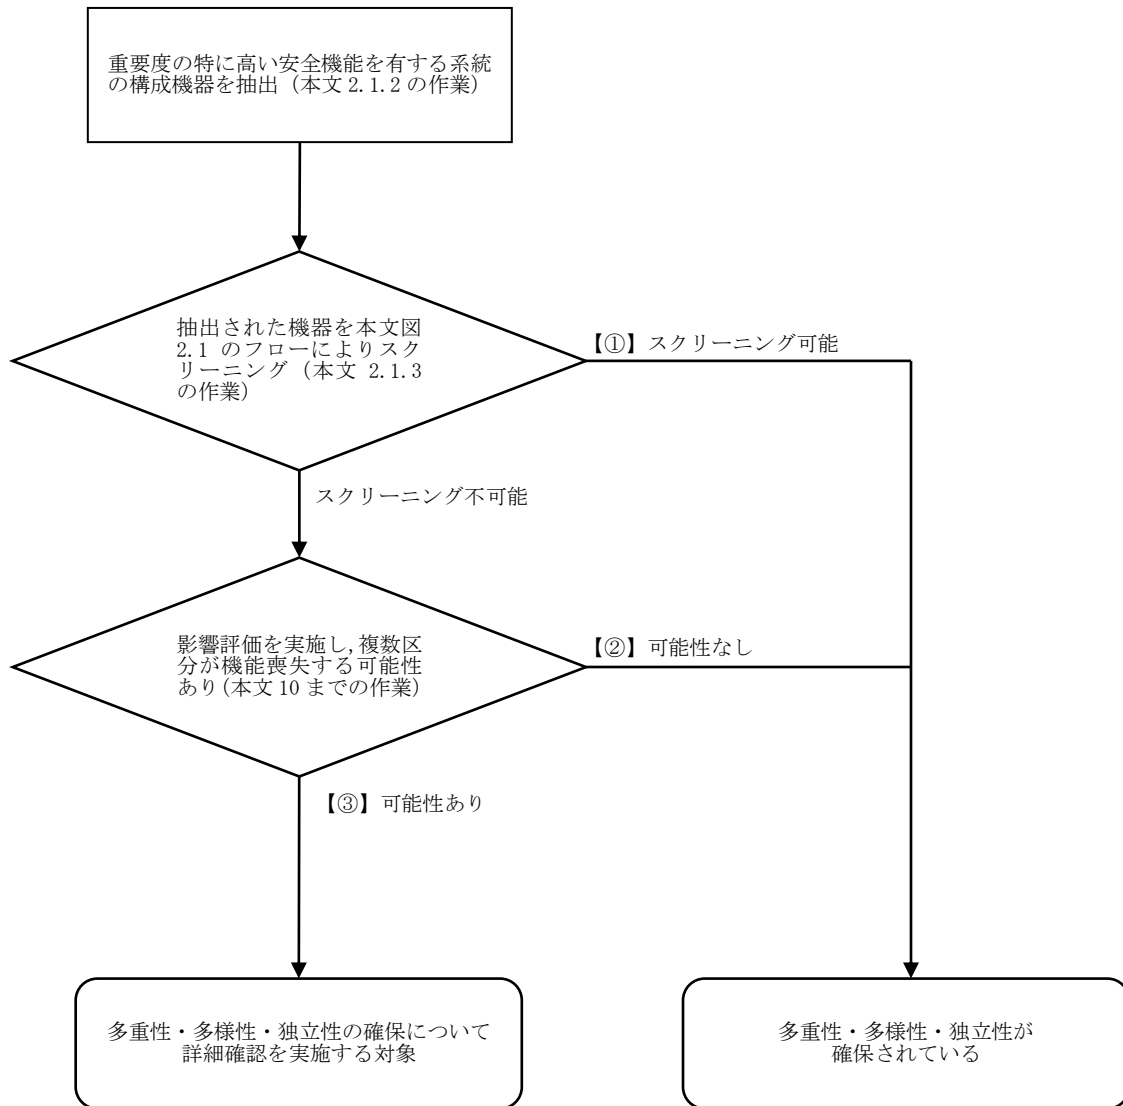 重要度の特に高い安全機能を有する系統
の構成機器を抽出（本文 2.1.2 の作業）
抽出された機器を本文図
2.1 のフローによりスク
リーニング（本文 2.1.3
の作業）
【①】スクリーニング可能
スクリーニング不可能
影響評価を実施し,複数区
分が機能喪失する可能性
あり(本文 10 までの作業)
【②】可能性なし
【③】可能性あり
多重性・多様性・独立性の確保について
詳細確認を実施する対象
多重性・多様性・独立性が
確保されている